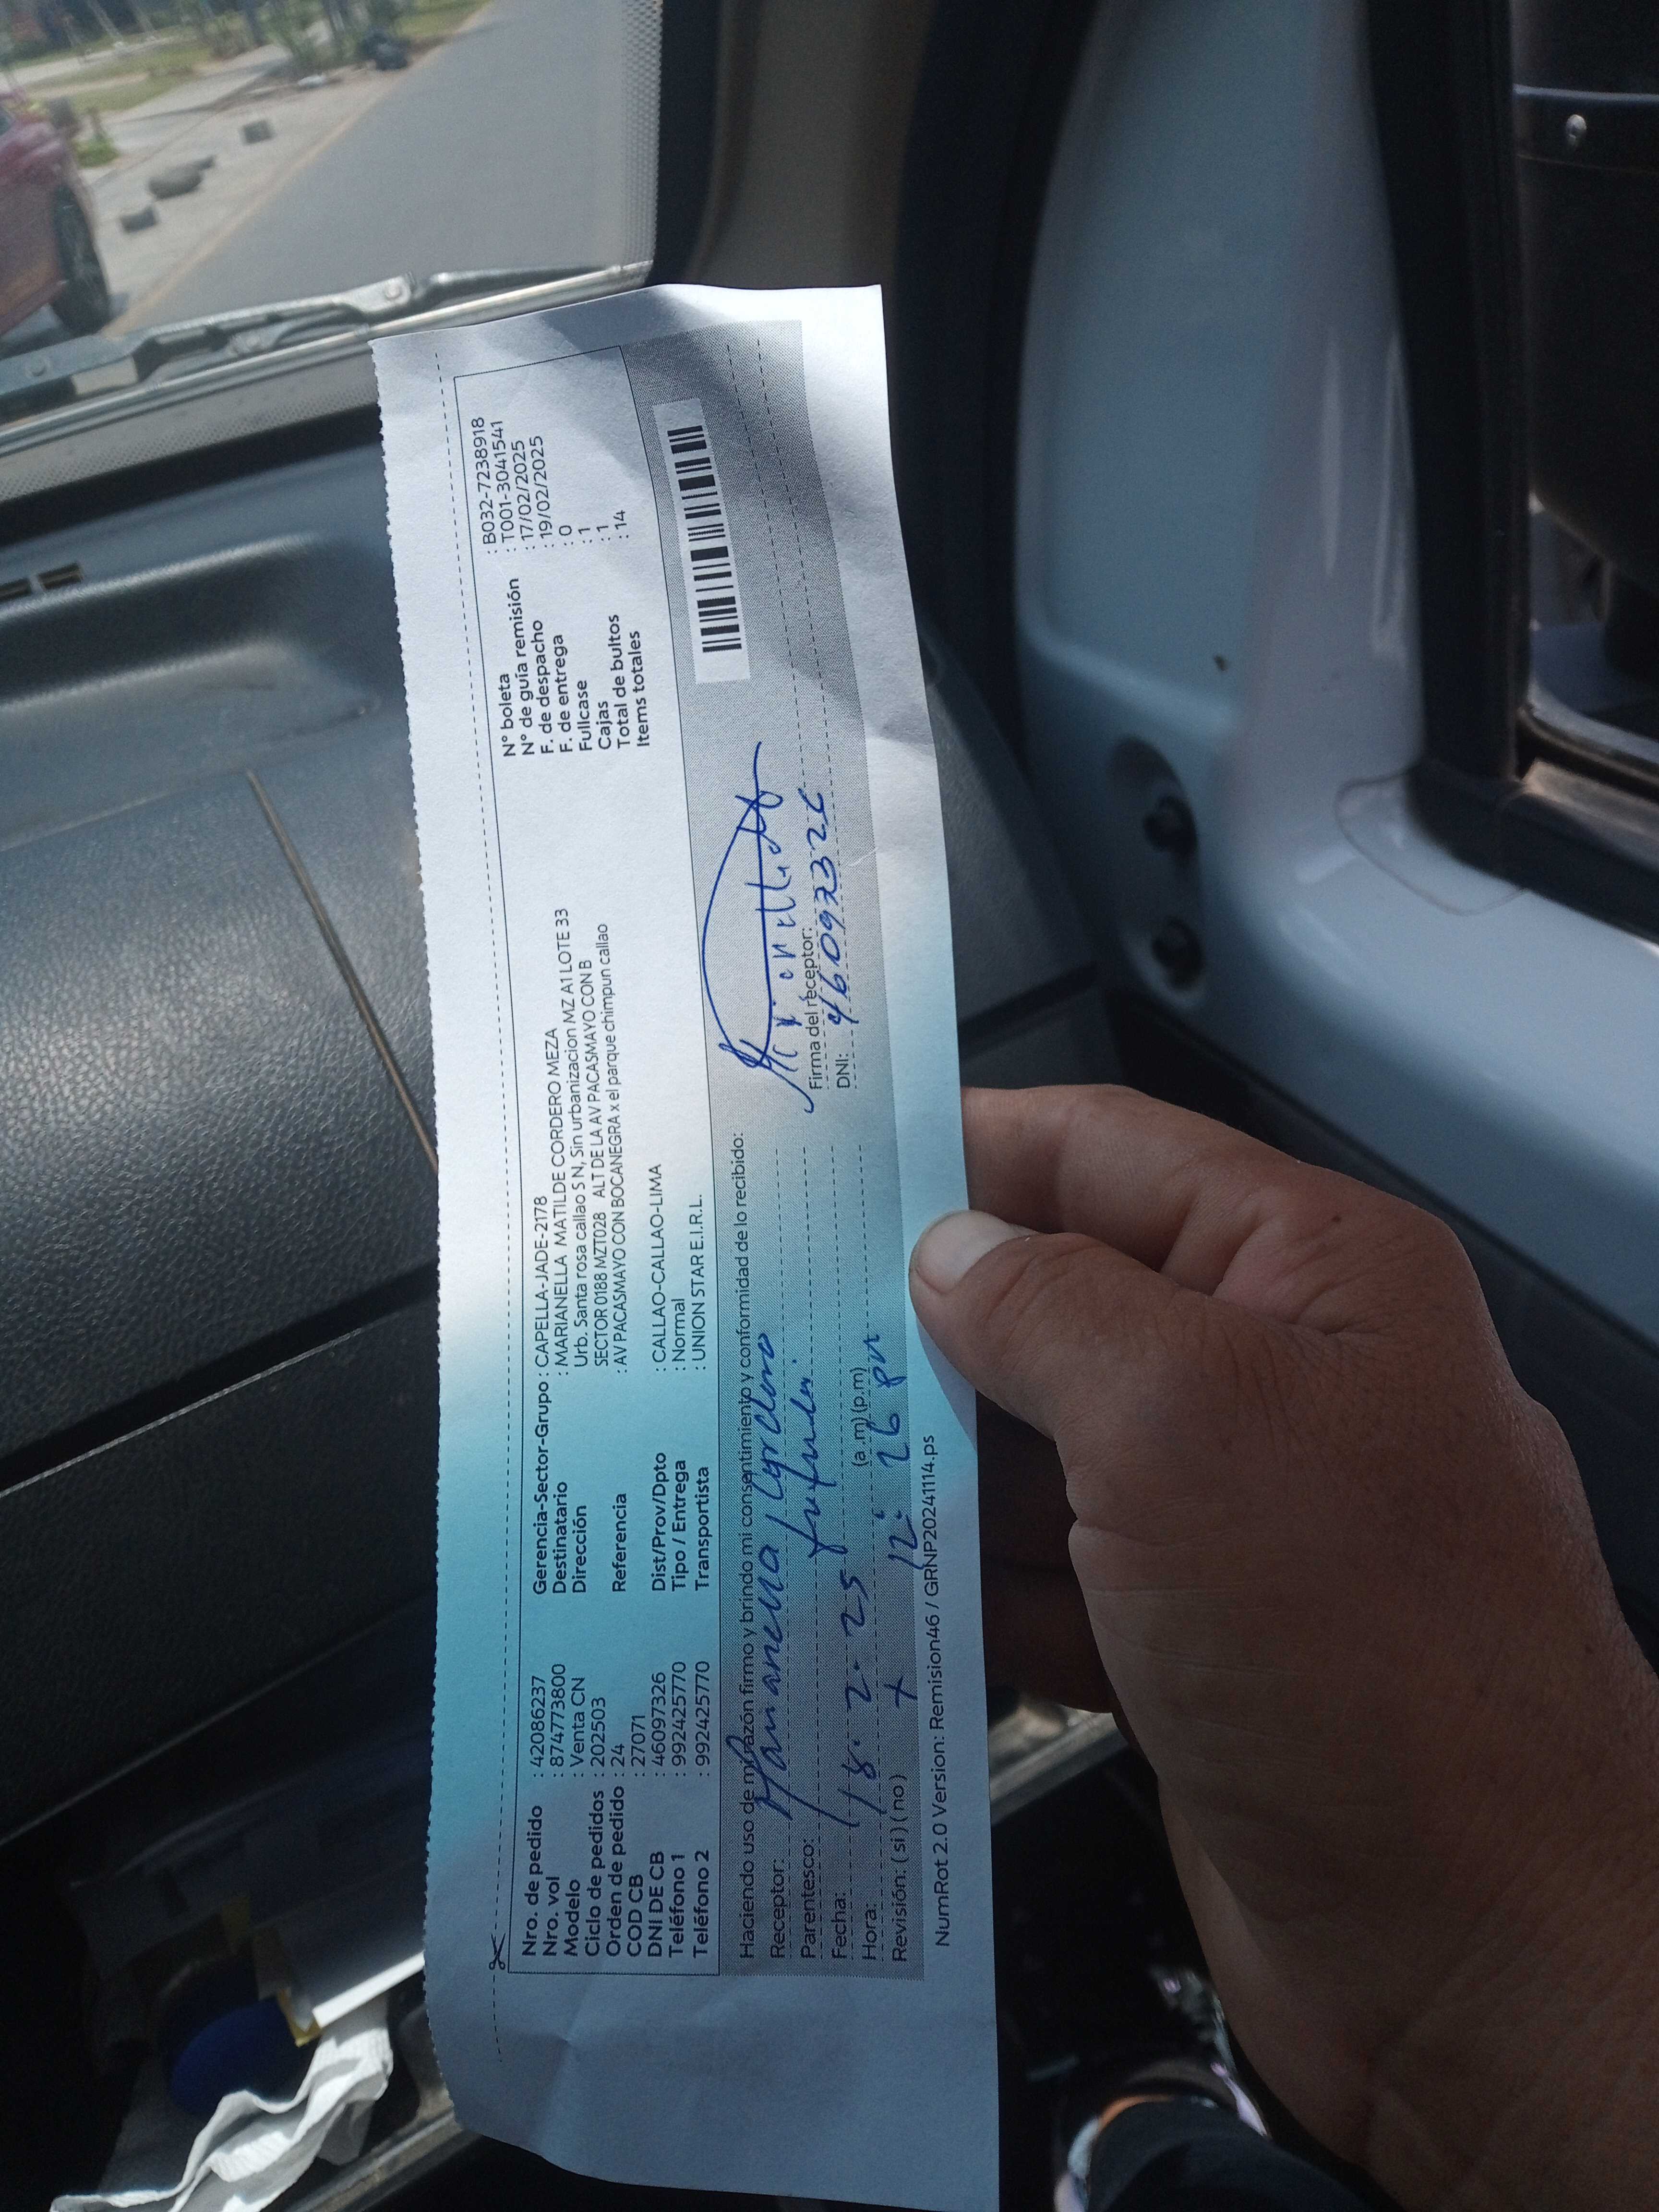 Nro. de pedido : 42086237
Nro. vol : 874773800
Modelo : Venta CN
Ciclo de pedidos : 202503
Orden de pedido : 24
COD CB : 27071
DNI DE CB : 46097326
Teléfono 1 : 992425770
Teléfono 2 : 992425770
Gerencia-Sector-Grupo : CAPELLA-JADE-2178
Destinatario : MARIANELLA MATILDE CORDERO MEZA
Dirección Urb. Santa rosa callao S N, Sin urbanizacion MZ A1 LOTE 33
SECTOR 0188 MZT028 ALT DE LA AV PACASMAYO CON B
Referencia : AV PACASMAYO CON BOCANEGRA x el parque chimpun callao
Dist/Prov/Dpto : CALLAO-CALLAO-LIMA
Tipo / Entrega : Normal
Transportista : UNION STAR E.I.R.L.
N° boleta : B032-7238918
N° de guía remisión : T001-3041541
F. de despacho : 17/02/2025
F. de entrega : 19/02/2025
Fullcase : 0
Cajas : 1
Total de bultos : 1
Items totales : 14
Haciendo uso de mi razón firmo y brindo mi consentimiento y conformidad de lo recibido:
Receptor: Cordero
Parentesco:
Fecha: 18. 2. 25
Hora: 12: 26 pm (a.m) (p.m)
Revisión: ( si ) ( no )
Firma del receptor:
DNI: 46097326
NumRot 2.0 Version: Remision46 / GRNP20241114.ps